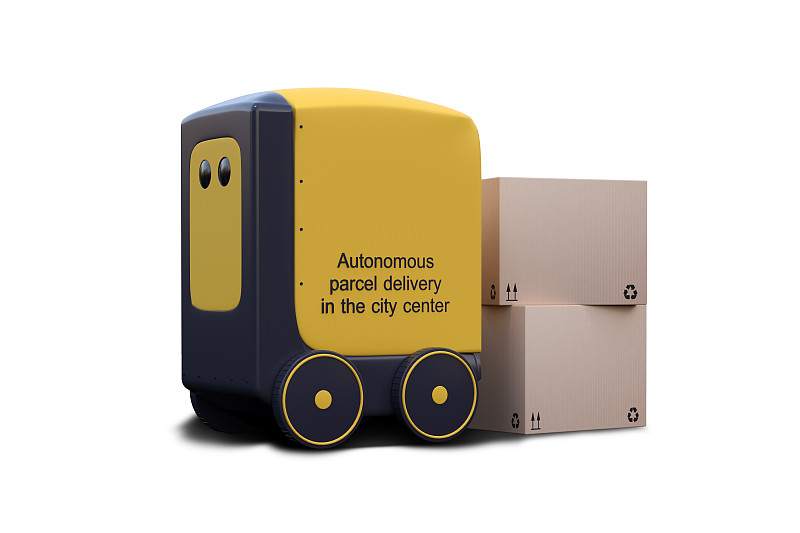 Autonomous
parcel delivery
in the city center